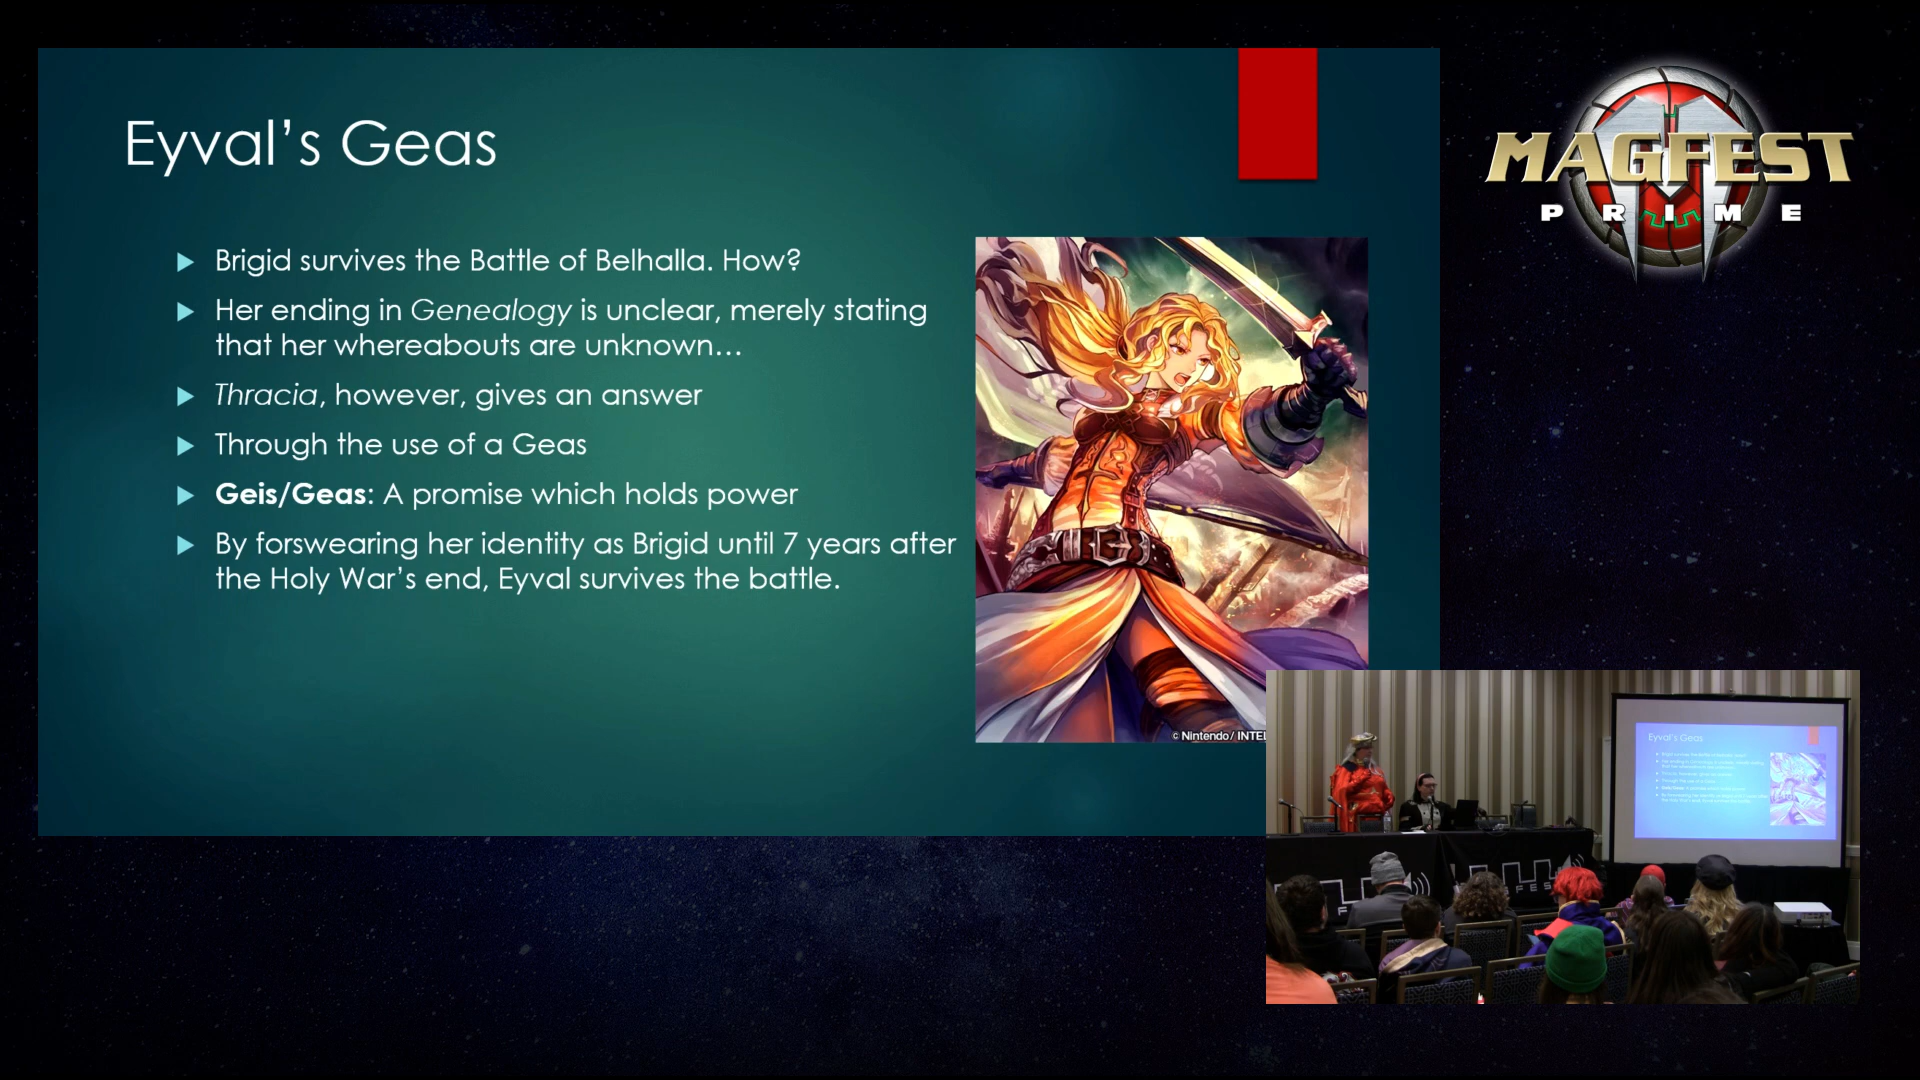 Eyval's Geas
Brigid survives the Battle of Belhalla. How?
Her ending in Genealogy is unclear, merely stating
that her whereabouts are unknown…
Thracia, however, gives an answer
Through the use of a Geas
Geis/Geas: A promise which holds power
By forswearing her identity as Brigid until 7 years after
the Holy War's end, Eyval survives the battle.
© Nintendo / INTEL
MAGFEST
PRIME
Eyval's Geas